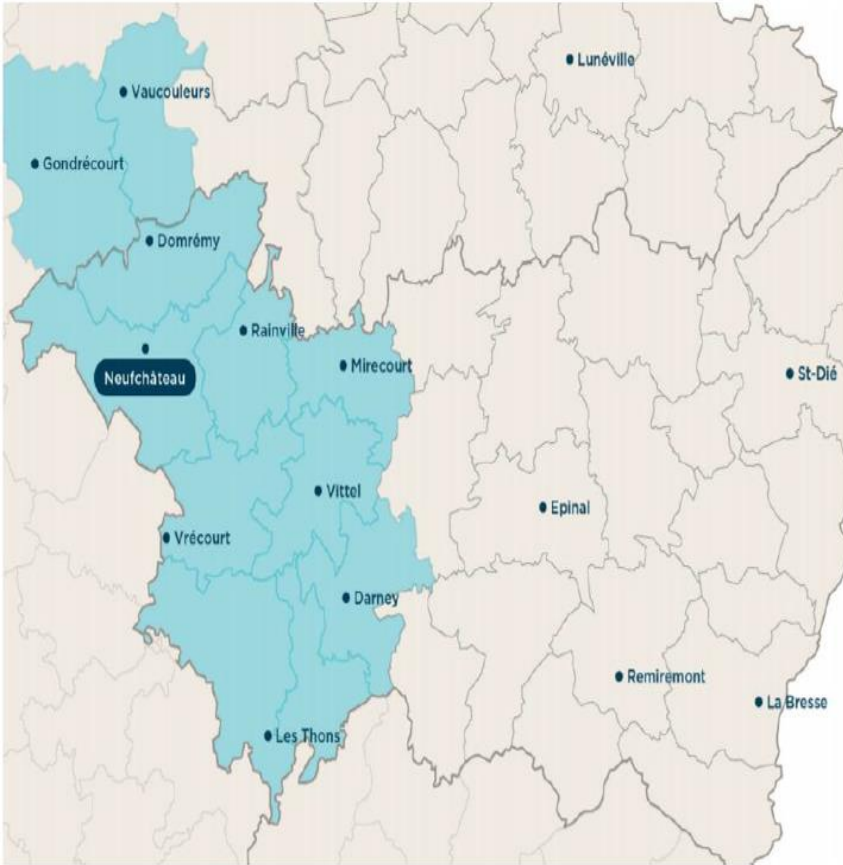 Lunéville
Vaucouleurs
Gondrécourt
Domrémy
Rainville
Mirecourt
Neufchâteau
St-Dié
Vittel
Epinal
Vrécourt
Darney
Remiremont
La Bresse
Les Thons